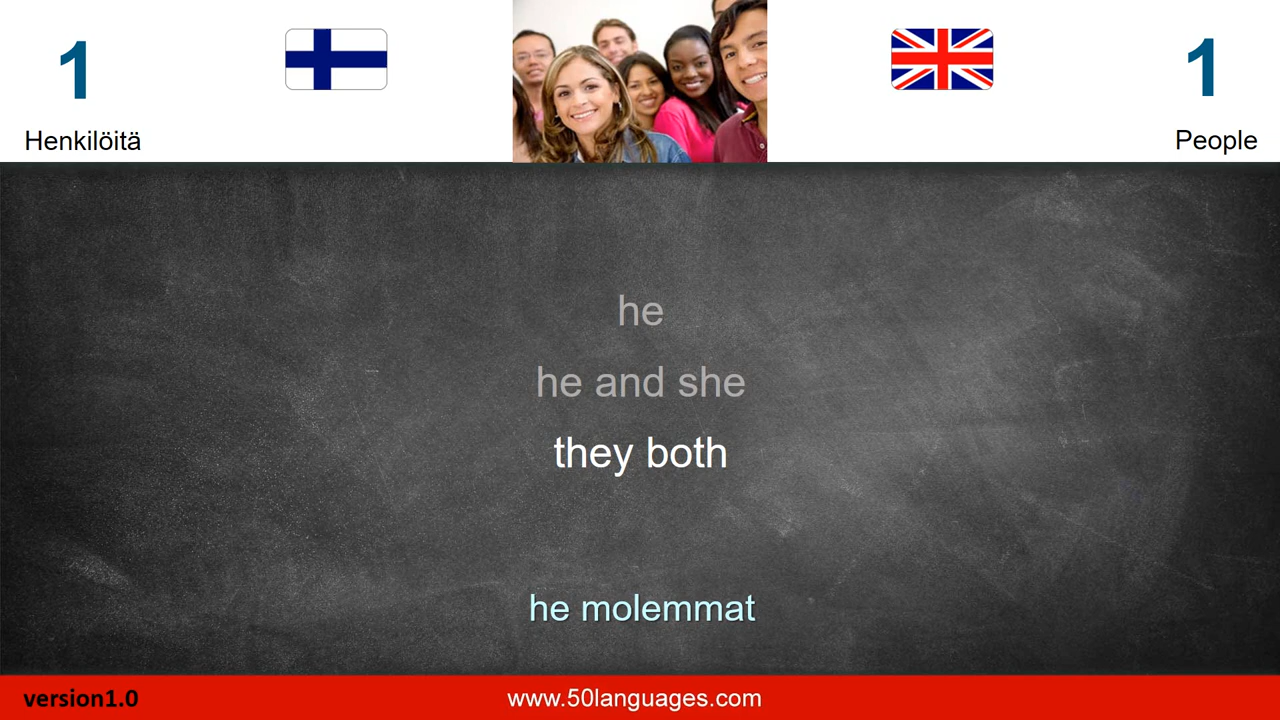 1
1
Henkilöitä
People
he
he and she
they both
he molemmat
version1.0
www.50languages.com